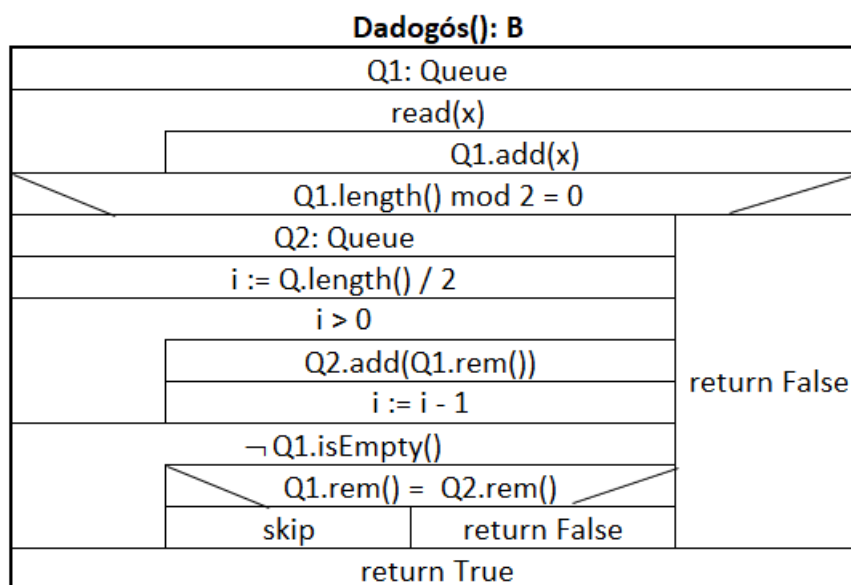 Dadogós(): B
Q1: Queue
read(x)
Q1.add(x)
Q1.length() mod 2 = 0
Q2: Queue
i := Q.length() / 2
i > 0
Q2.add(Q1.rem())
i := i - 1
return False
¬ Q1.isEmpty()
Q1.rem() = Q2.rem()
skip
return False
return True